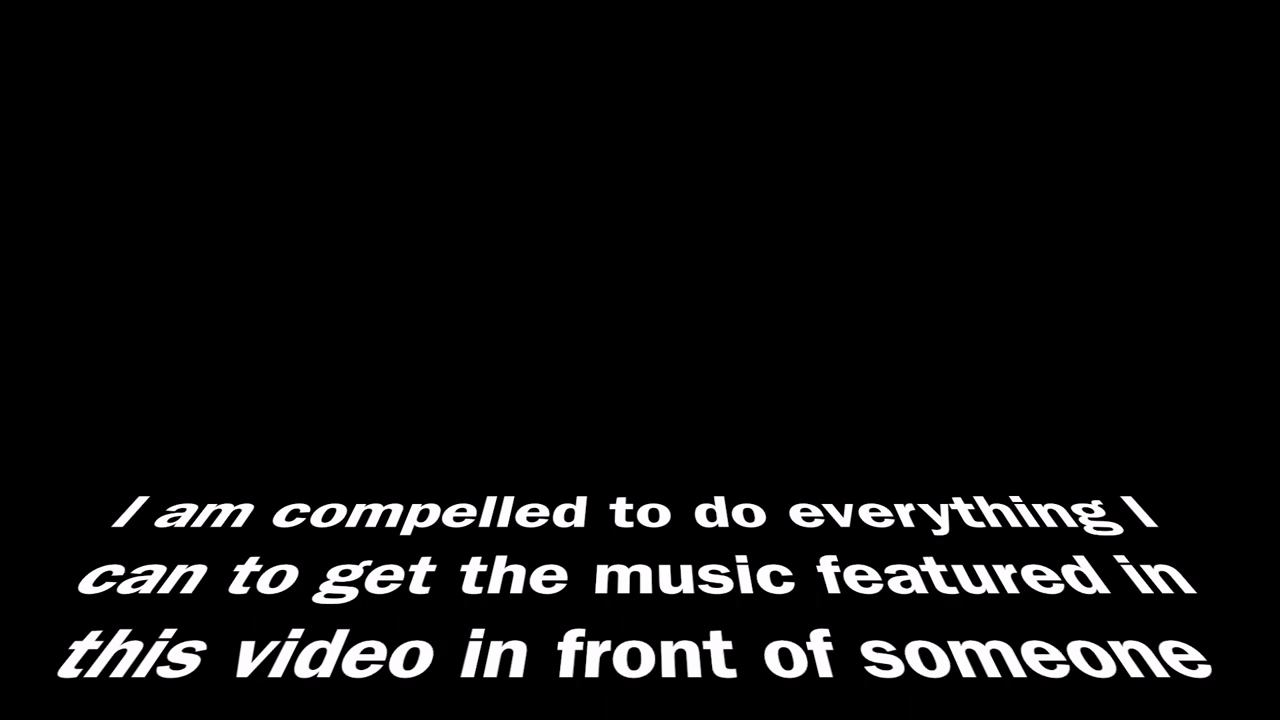 I am compelled to do everything I
can to get the music featured in
this video in front of someone